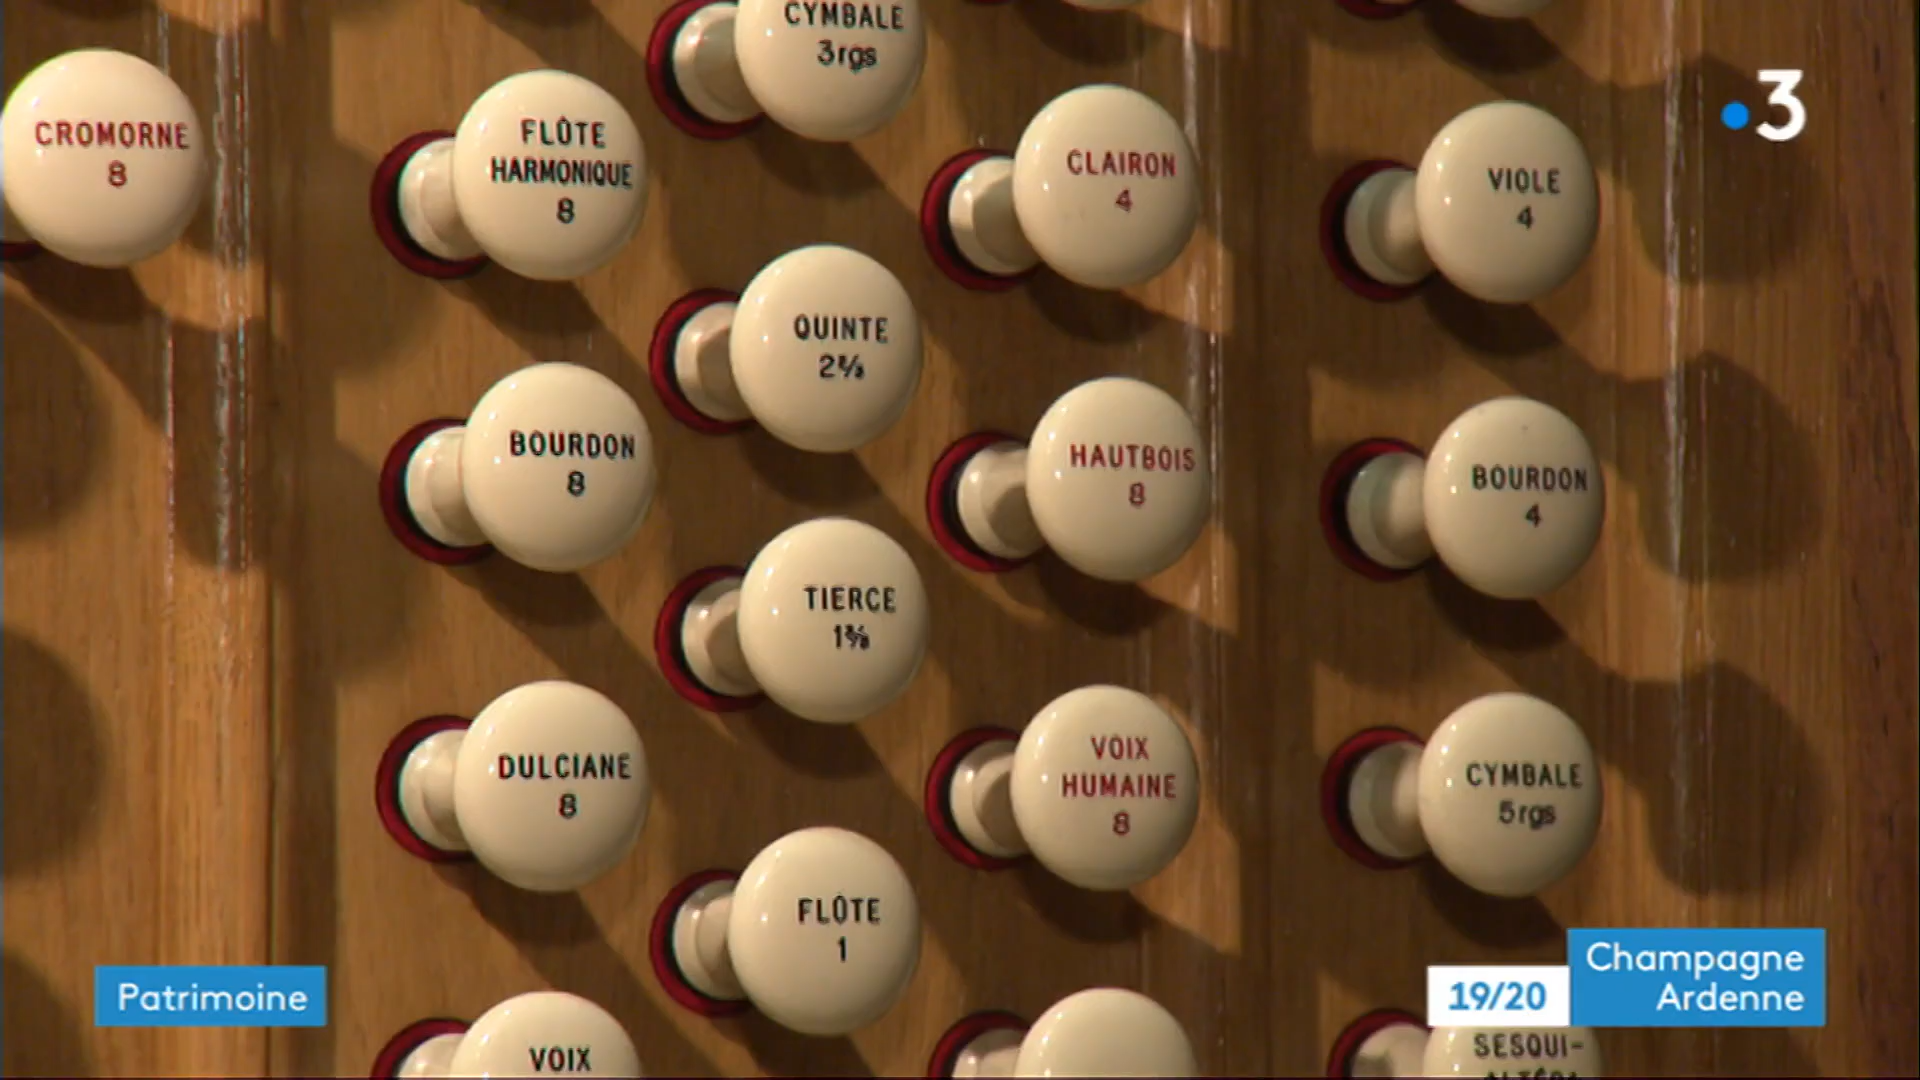 CYMBALE
3rgs
CROMORNE
8
FLÛTE
HARMONIQUE
8
CLAIRON
4
VIOLE
4
3
QUINTE
2⅔
BOURDON
8
HAUTBOIS
8
BOURDON
4
TIERCE
1⅗
DULCIANE
8
VOIX
HUMAINE
8
CYMBALE
5rgs
FLÛTE
1
Patrimoine
19/20
Champagne
Ardenne
VOIX
SESQUI-